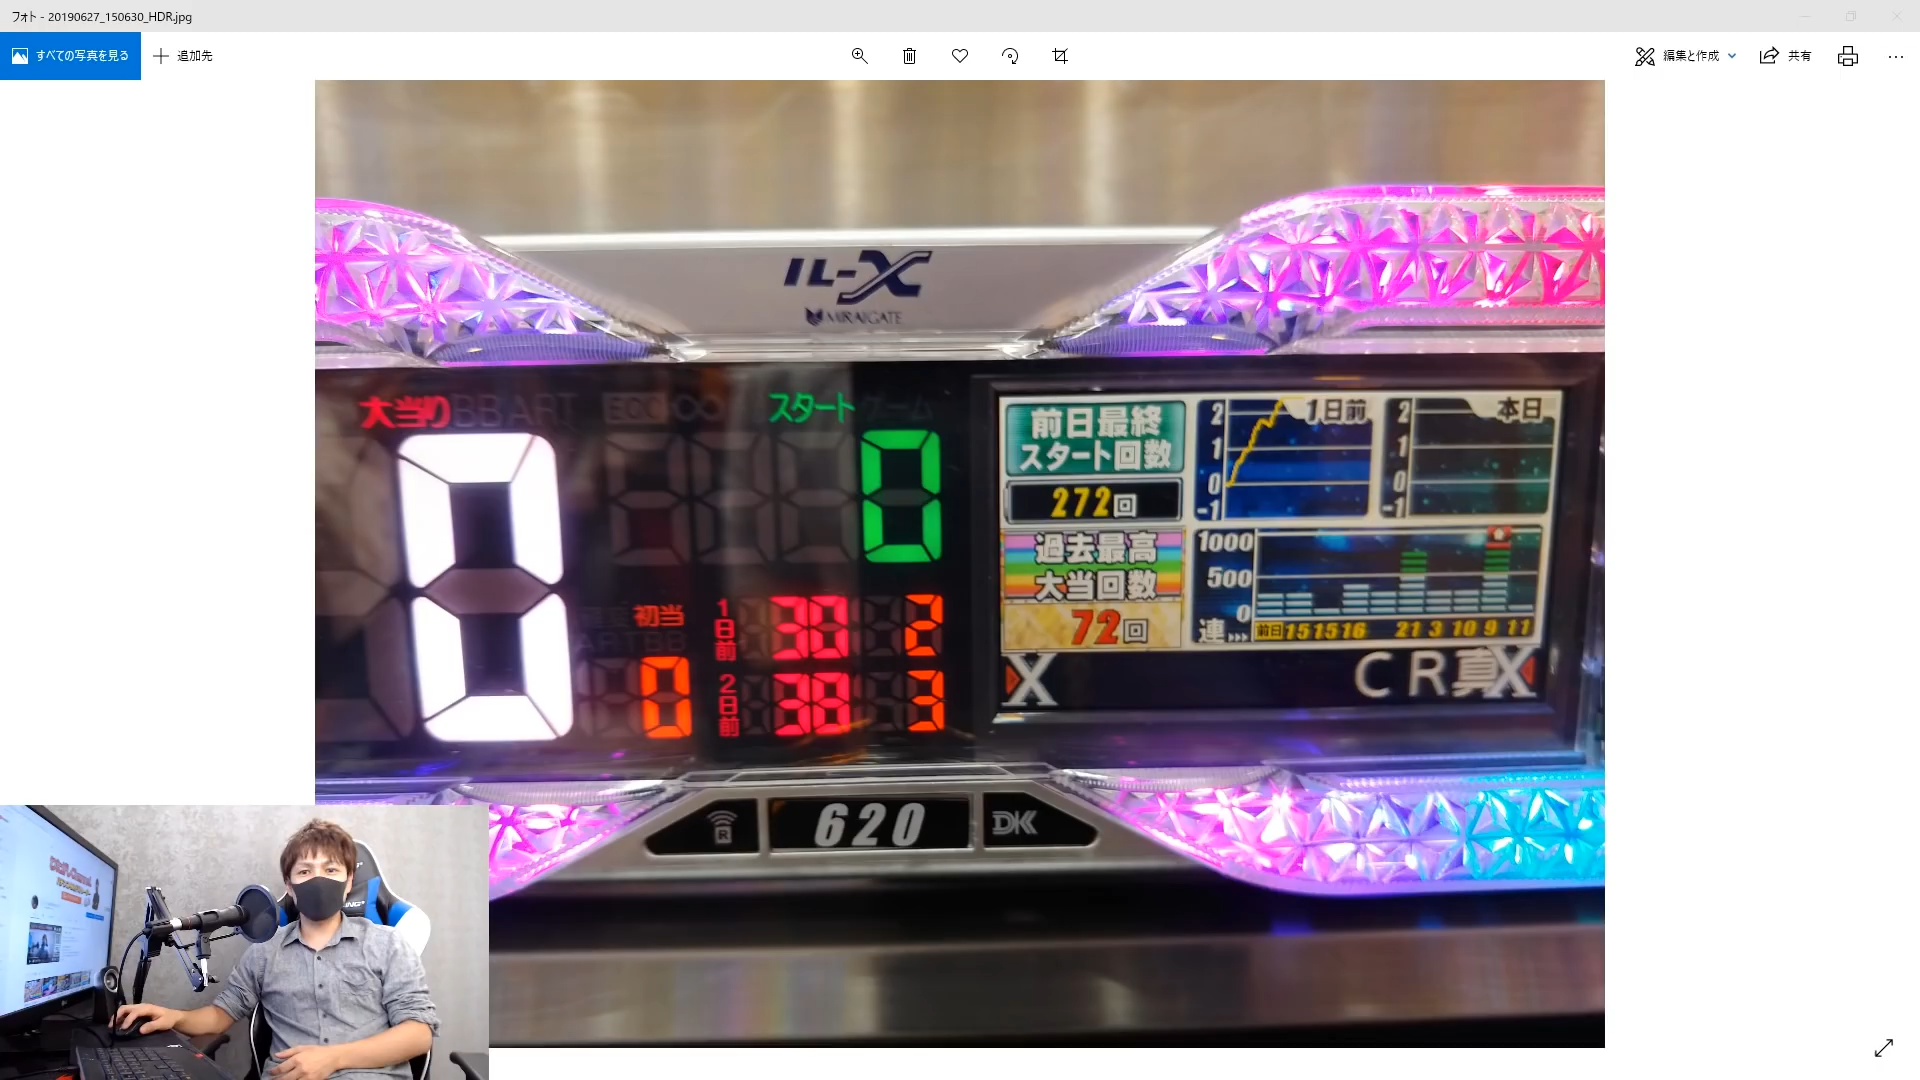 フォト - 20190627_150630_HDR.jpg
すべての写真を見る
追加先
編集と作成
共有
IL-X
MIRAIGATE
大当り BB ART
ECO
スタート ゲーム
0
0
初当
ART BB
0
1日前 30 2
2日前 38 3
前日最終
スタート回数
272回
過去最高
大当回数
72回
2
1
0
-1
1日前
2
1
0
-1
本日
1000
500
0
連
前日 15 15 16 21 3 10 9 11
X
CR真X
R
620
DK